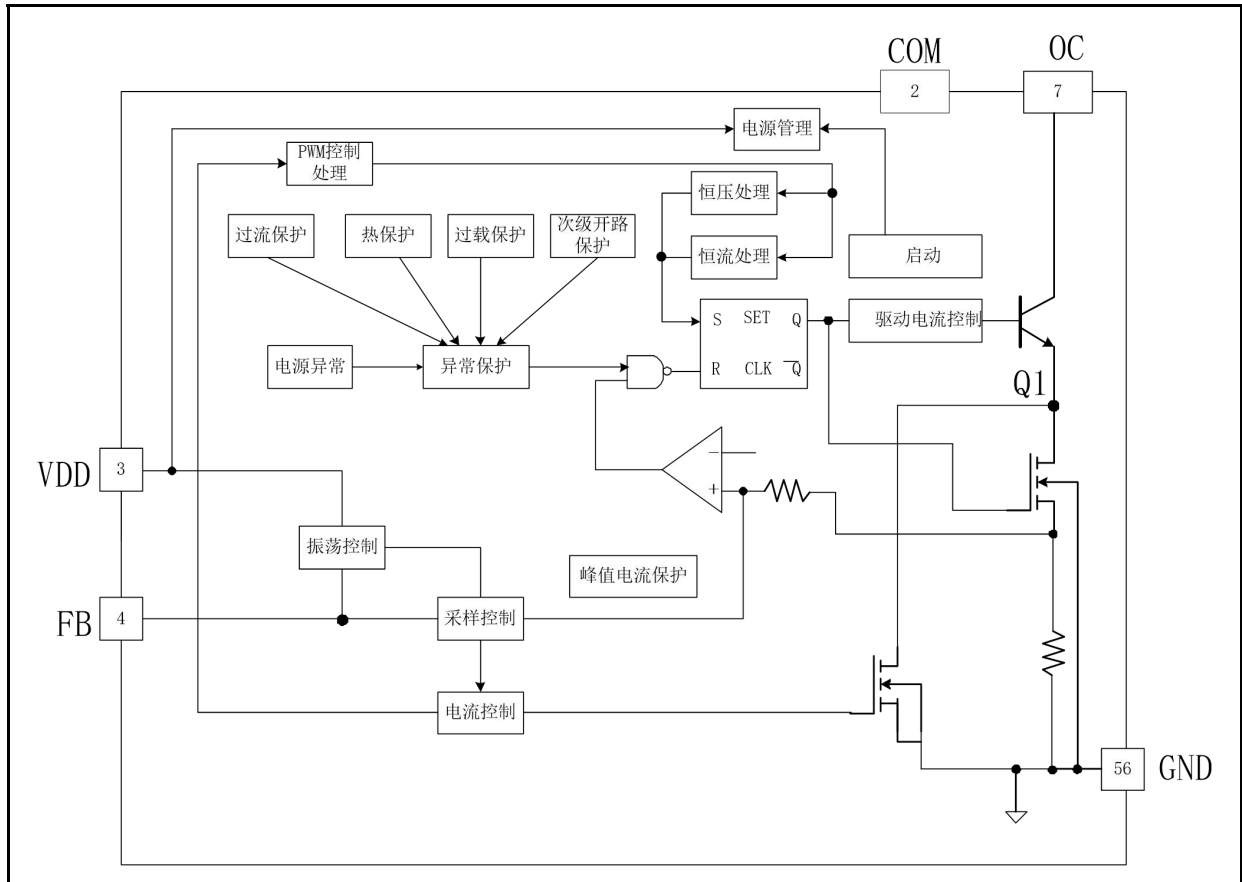 COM
OC
2
7
电源管理
PWM控制
处理
恒压处理
过流保护
热保护
过载保护
次级开路
保护
恒流处理
启动
S SET Q
驱动电流控制
电源异常
异常保护
R CLK Q
Q1
VDD
3
-
+
振荡控制
峰值电流保护
FB
4
采样控制
电流控制
56
GND